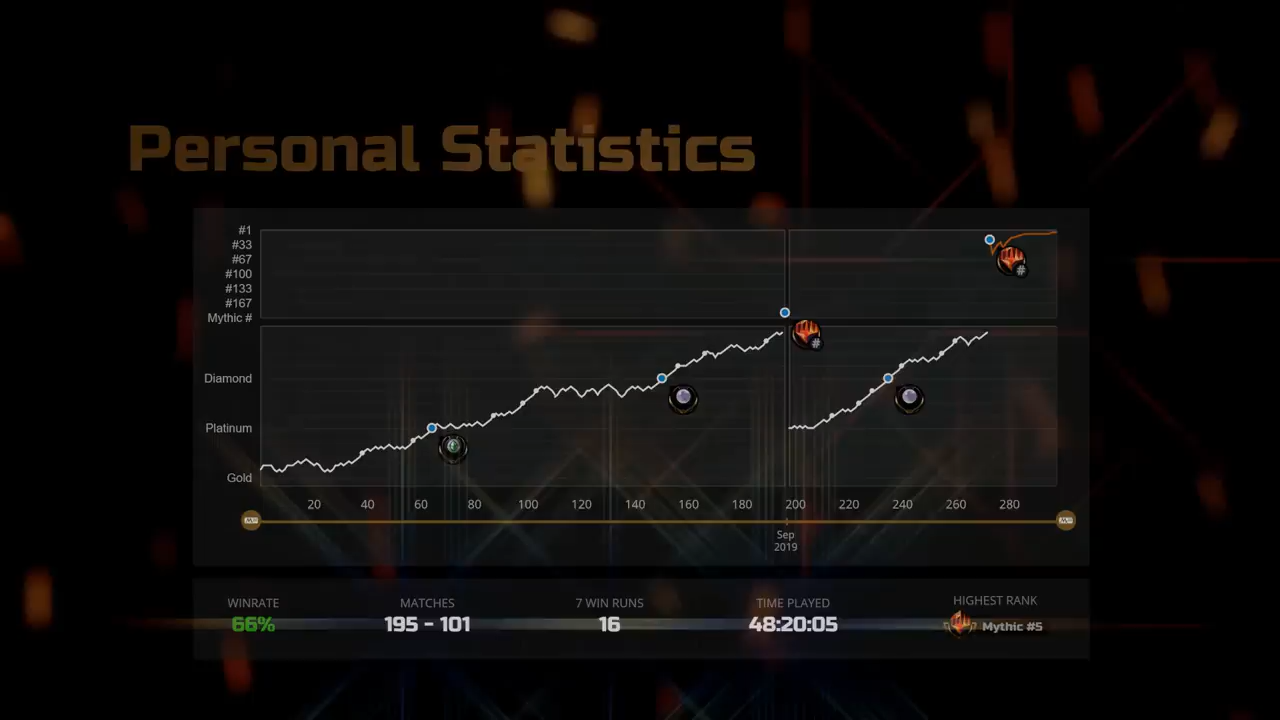 Personal Statistics
#1
#33
#67
#100
#133
#167
Mythic #
Diamond
Platinum
Gold
20 40 60 80 100 120 140 160 180 200 220 240 260 280
Sep
2019
WINRATE MATCHES 7 WIN RUNS TIME PLAYED HIGHEST RANK
66% 195 - 101 16 48:20:05 Mythic #5
#
#